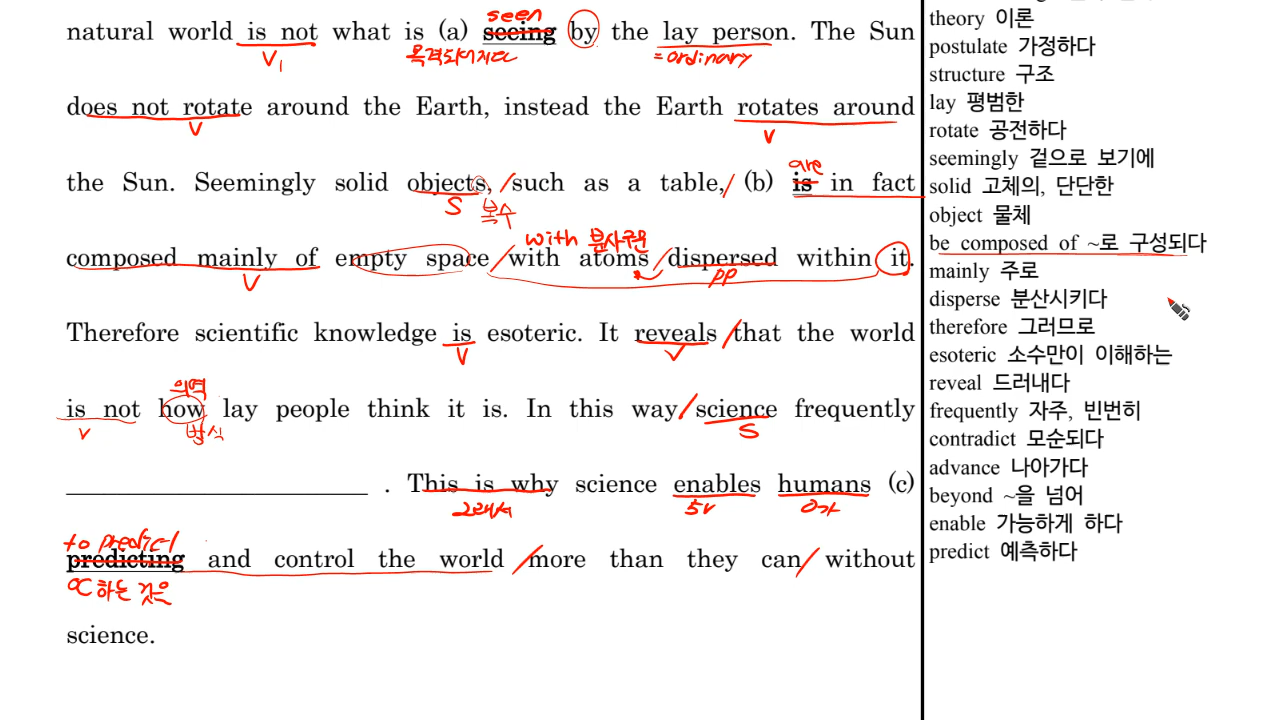 natural world is not what is (a) seeing by the lay person. The Sun
seen
V₁
목격되어지다
= ordinary
does not rotate around the Earth, instead the Earth rotates around
V
V
the Sun. Seemingly solid objects, such as a table, (b) is in fact
are
S 복수
composed mainly of empty space with atoms dispersed within it.
with 분사구문
V
pp
Therefore scientific knowledge is esoteric. It reveals that the world
V
V
is not how lay people think it is. In this way science frequently
의역
V
방식
S
. This is why science enables humans (c)
그래서
5V
predicting and control the world more than they can without
to predict
OC 하는 것은
science.
theory 이론
postulate 가정하다
structure 구조
lay 평범한
rotate 공전하다
seemingly 겉으로 보기에
solid 고체의, 단단한
object 물체
be composed of ~로 구성되다
mainly 주로
disperse 분산시키다
therefore 그러므로
esoteric 소수만이 이해하는
reveal 드러내다
frequently 자주, 빈번히
contradict 모순되다
advance 나아가다
beyond ~을 넘어
enable 가능하게 하다
predict 예측하다